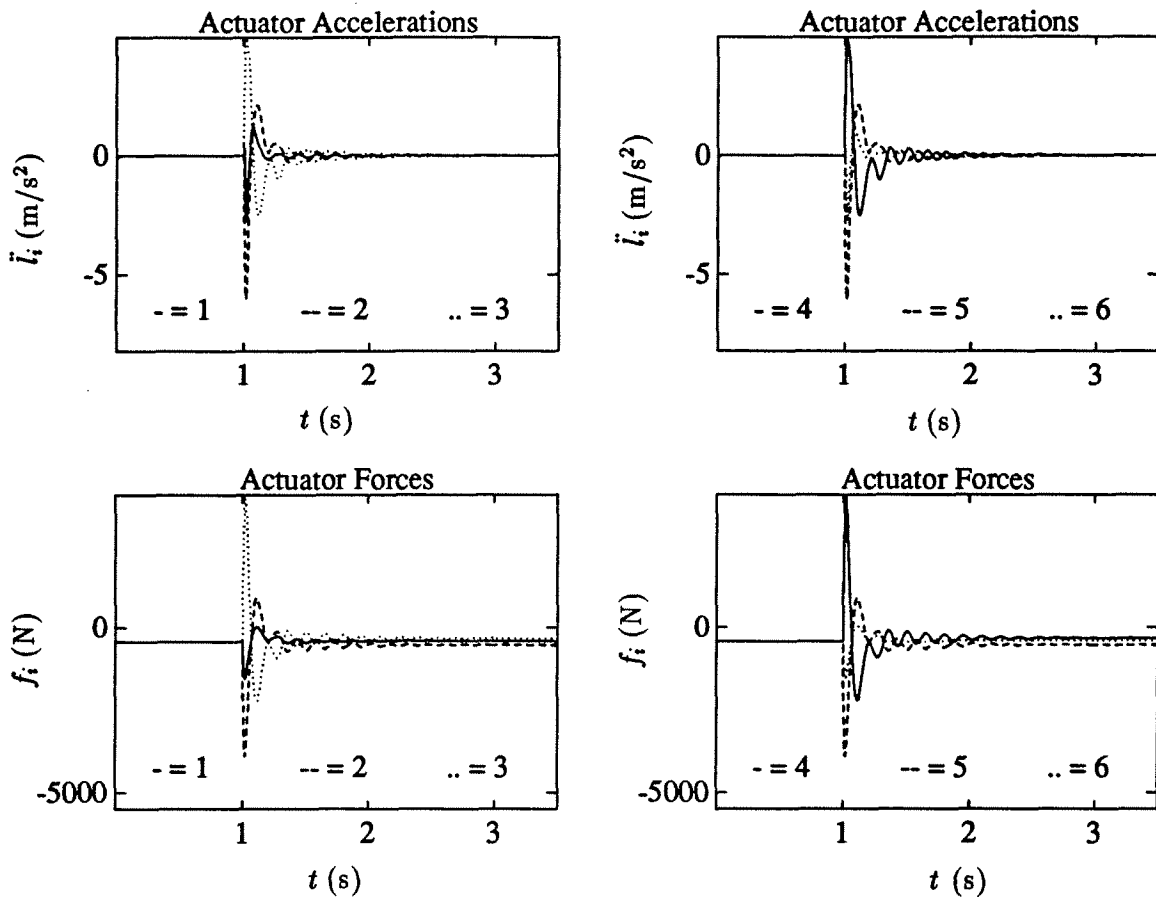 Actuator Accelerations
0
-5
l̈ᵢ (m/s²)
- = 1 -- = 2 .. = 3
1 2 3
t (s)
Actuator Accelerations
0
-5
l̈ᵢ (m/s²)
- = 4 -- = 5 .. = 6
1 2 3
t (s)
Actuator Forces
0
-5000
fᵢ (N)
- = 1 -- = 2 .. = 3
1 2 3
t (s)
Actuator Forces
0
-5000
fᵢ (N)
- = 4 -- = 5 .. = 6
1 2 3
t (s)